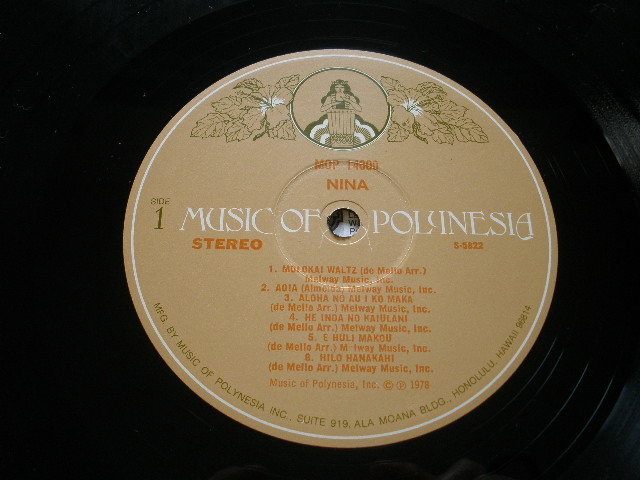 MOP 14000
NINA
SIDE
1
MUSIC OF POLYNESIA
STEREO
S-5822
1. MOLOKAI WALTZ (de Mello Arr.)
Melway Music, Inc.
2. ADIA (Almeida) Melway Music, Inc.
3. ALOHA NO AU I KO MAKA
(de Mello Arr.) Melway Music, Inc.
4. HE INOA NO KAIULANI
(de Mello Arr.) Melway Music, Inc.
5. E HULI MAKOU
(de Mello Arr.) Melway Music, Inc.
6. HILO HANAKAHI
(de Mello Arr.) Melway Music, Inc.
Music of Polynesia, Inc. © ℗ 1978
MFG. BY MUSIC OF POLYNESIA INC., SUITE 919, ALA MOANA BLDG., HONOLULU, HAWAII 96814